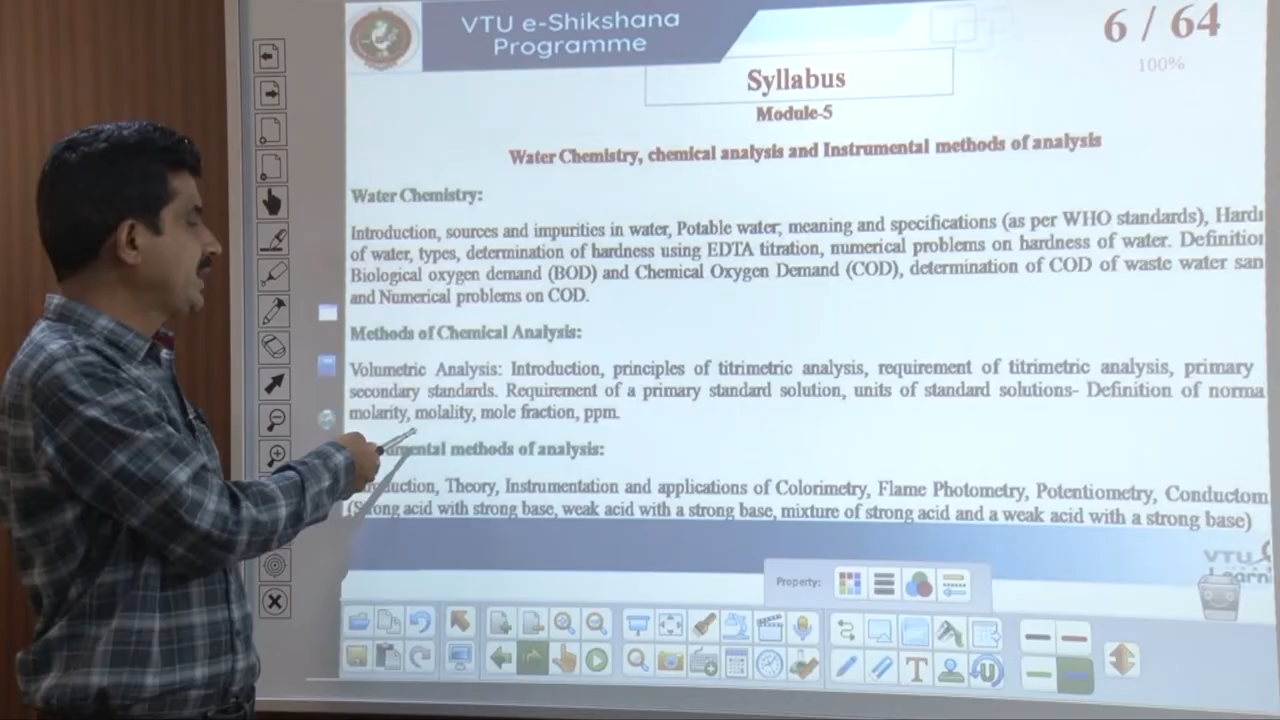 VTU e-Shikshana
Programme
6 / 64
100%
Syllabus
Module-5
Water Chemistry, chemical analysis and Instrumental methods of analysis
Water Chemistry:
Introduction, sources and impurities in water, Potable water, meaning and specifications (as per WHO standards),
of water, types, determination of hardness using EDTA titration, numerical problems on hardness of water.
Biological oxygen demand (BOD) and Chemical Oxygen Demand (COD), determination of COD of waste water
and Numerical problems on COD.
Methods of Chemical Analysis:
Volumetric Analysis: Introduction, principles of titrimetric analysis, requirement of titrimetric analysis, primary
secondary standards. Requirement of a primary standard solution, units of standard solutions- Definition of
molarity, molality, mole fraction, ppm.
methods of analysis:
Theory, Instrumentation and applications of Colorimetry, Flame Photometry, Potentiometry,
(Strong acid with strong base, weak acid with a strong base, mixture of strong acid and a weak acid with a strong base)
VTU
Property: